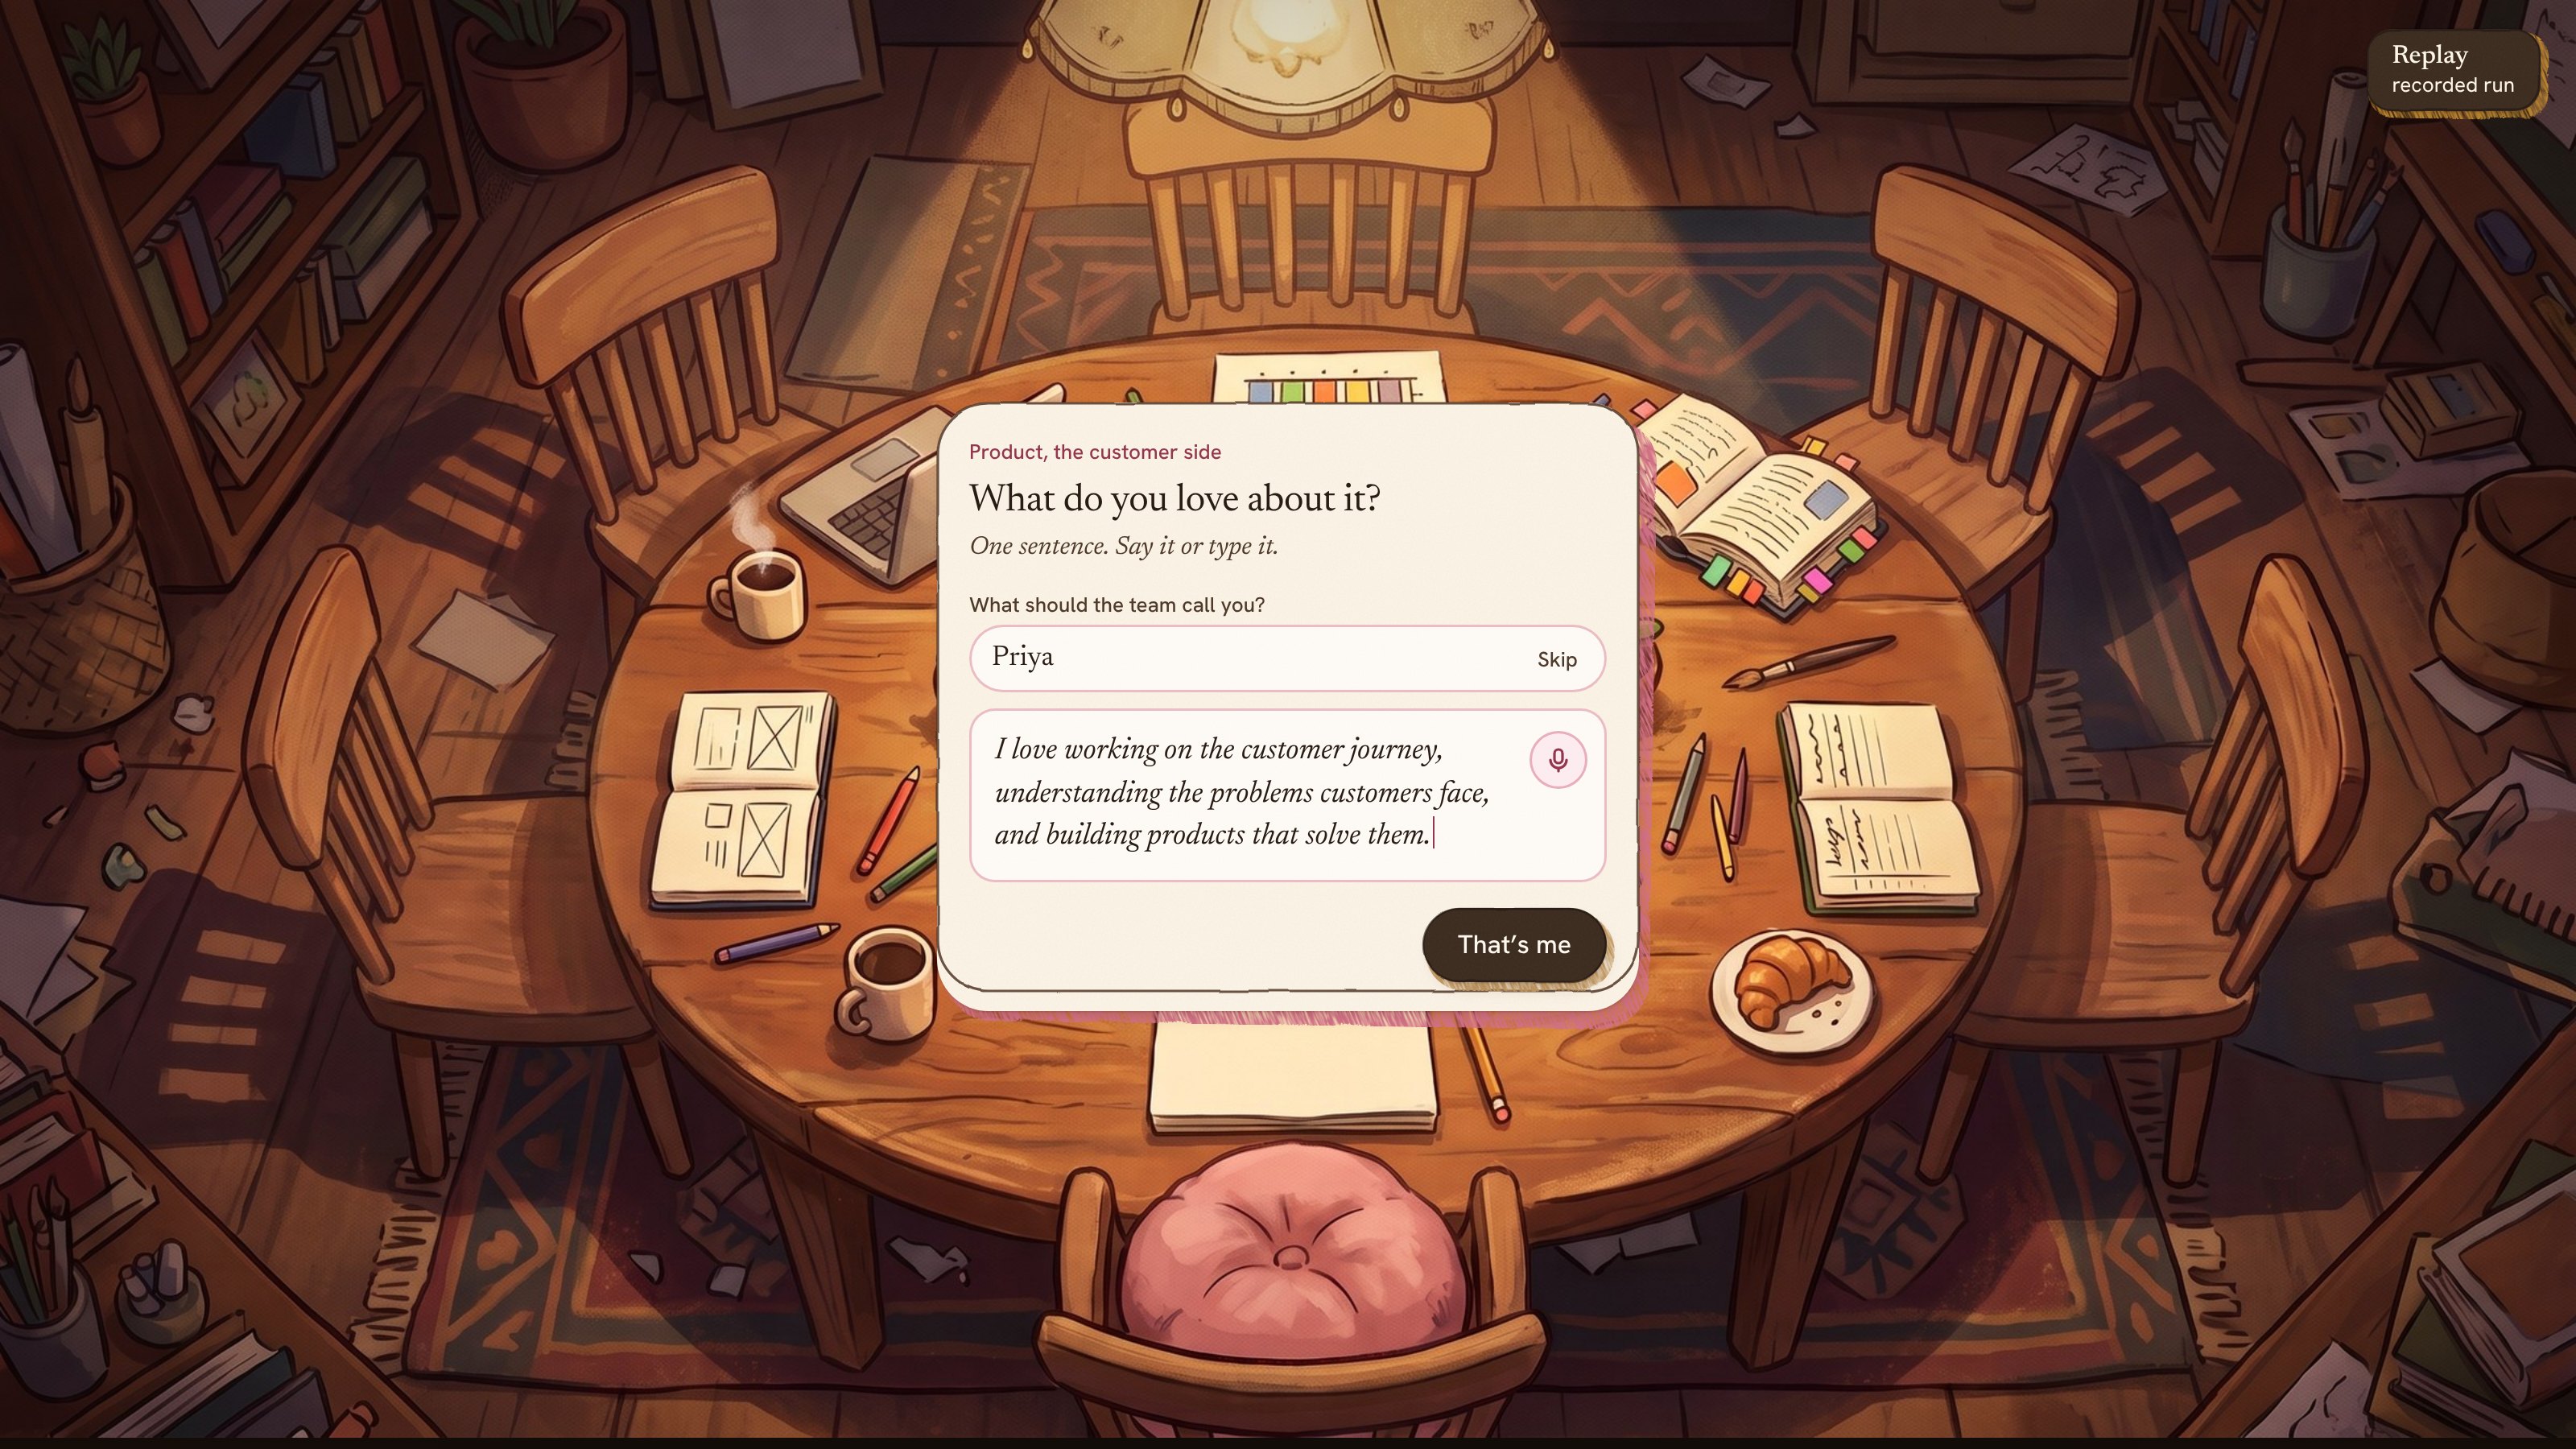 Replay
recorded run
Product, the customer side
What do you love about it?
One sentence. Say it or type it.
What should the team call you?
Priya
Skip
I love working on the customer journey,
understanding the problems customers face,
and building products that solve them.
That’s me